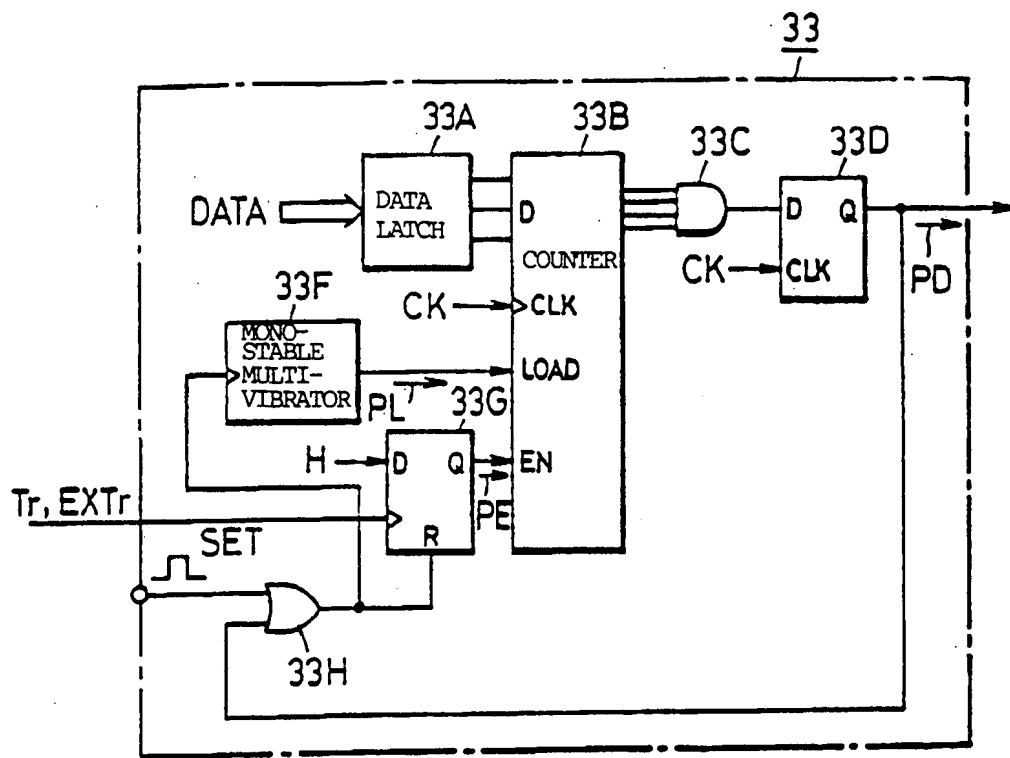 33
33A
33B
33C
33D
DATA
DATA
LATCH
D
COUNTER
D
Q
CK
CLK
PD
CK
CLK
33F
MONO-
STABLE
MULTI-
VIBRATOR
LOAD
PL
33G
H
D
Q
EN
PE
Tr, EXTr
SET
R
33H